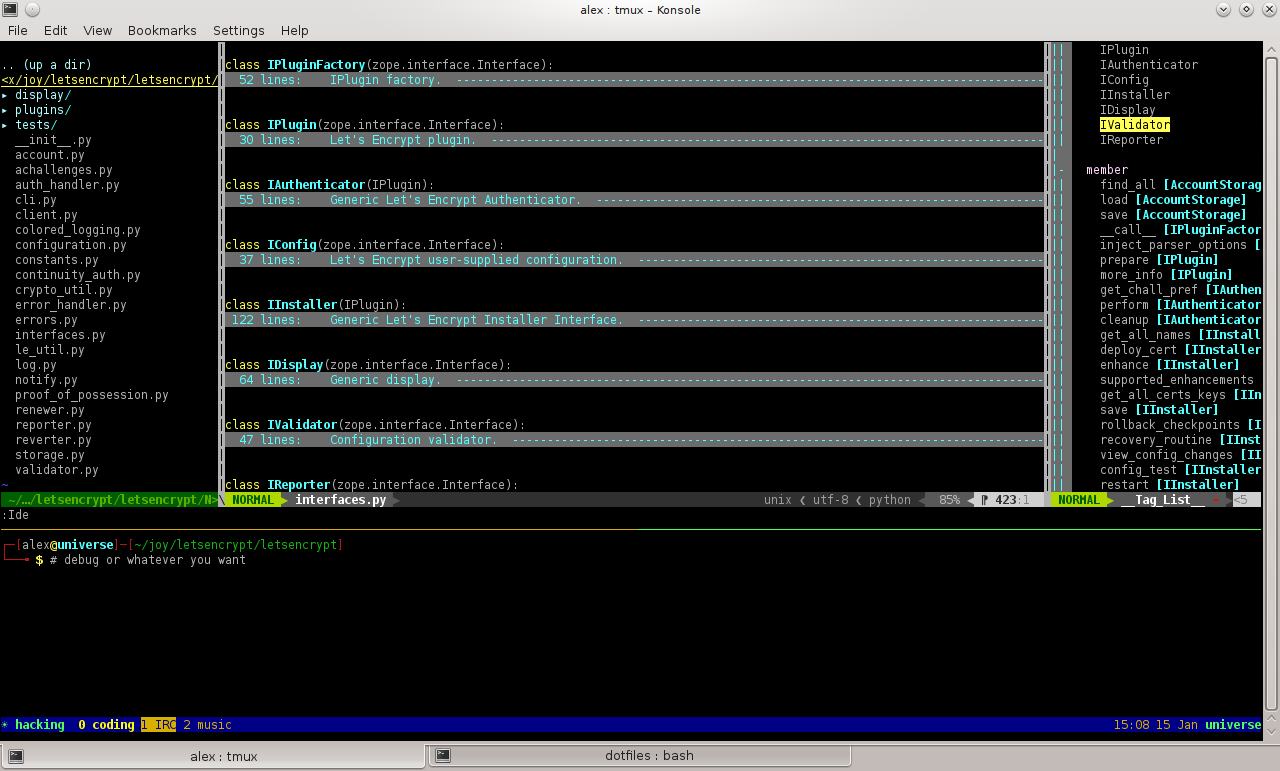 alex : tmux – Konsole
File Edit View Bookmarks Settings Help
.. (up a dir)
<x/joy/letsencrypt/letsencrypt/
▸ display/
▸ plugins/
▸ tests/
__init__.py
account.py
achallenges.py
auth_handler.py
cli.py
client.py
colored_logging.py
configuration.py
constants.py
continuity_auth.py
crypto_util.py
error_handler.py
errors.py
interfaces.py
le_util.py
log.py
notify.py
proof_of_possession.py
renewer.py
reporter.py
reverter.py
storage.py
validator.py
~
~/…/letsencrypt/letsencrypt/N>
class IPluginFactory(zope.interface.Interface):
52 lines: IPlugin factory. ------------------------------------------------------------
class IPlugin(zope.interface.Interface):
30 lines: Let's Encrypt plugin. ------------------------------------------------------------
class IAuthenticator(IPlugin):
55 lines: Generic Let's Encrypt Authenticator. ------------------------------------------------------------
class IConfig(zope.interface.Interface):
37 lines: Let's Encrypt user-supplied configuration. ----------------------------------------------------------
class IInstaller(IPlugin):
122 lines: Generic Let's Encrypt Installer Interface. ----------------------------------------------------------
class IDisplay(zope.interface.Interface):
64 lines: Generic display. ------------------------------------------------------------
class IValidator(zope.interface.Interface):
47 lines: Configuration validator. ------------------------------------------------------------
class IReporter(zope.interface.Interface):
NORMAL interfaces.py unix ❮ utf-8 ❮ python 85% 423:1
IPlugin
IAuthenticator
IConfig
IInstaller
IDisplay
IValidator
IReporter
member
find_all [AccountStorag
load [AccountStorage]
save [AccountStorage]
__call__ [IPluginFactor
inject_parser_options [
prepare [IPlugin]
more_info [IPlugin]
get_chall_pref [IAuthen
perform [IAuthenticator
cleanup [IAuthenticator
get_all_names [IInstall
deploy_cert [IInstaller
enhance [IInstaller]
supported_enhancements
get_all_certs_keys [IIn
save [IInstaller]
rollback_checkpoints [I
recovery_routine [IInst
view_config_changes [II
config_test [IInstaller
restart [IInstaller]
NORMAL __Tag_List__ - <5
:Ide
[alex@universe]-[~/joy/letsencrypt/letsencrypt]
$ # debug or whatever you want
* hacking 0 coding 1 IRC 2 music 15:08 15 Jan universe
alex : tmux
dotfiles : bash